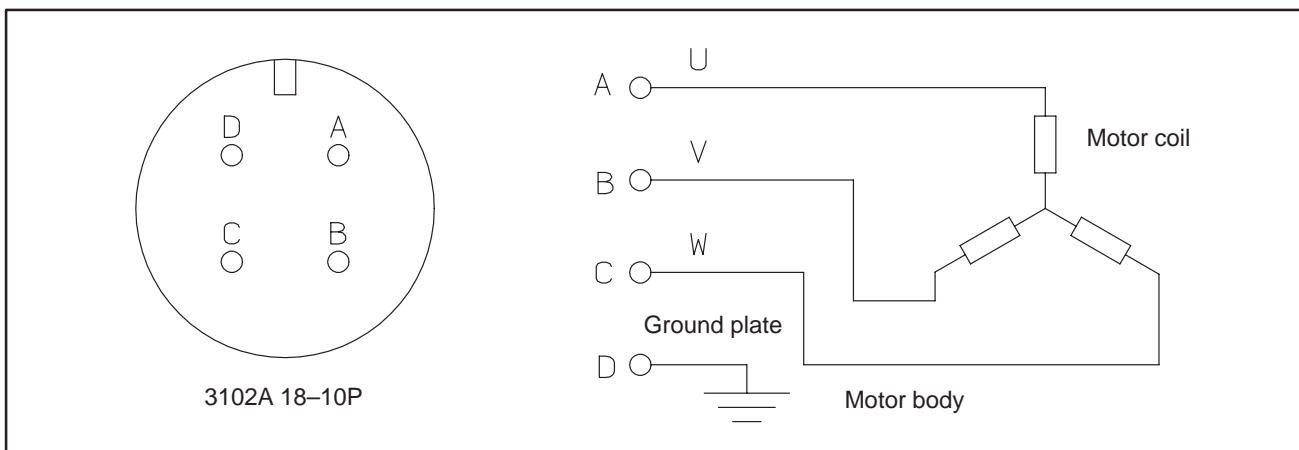 D A
C B
3102A 18–10P
A U
Motor coil
B V
C W
Ground plate
D
Motor body